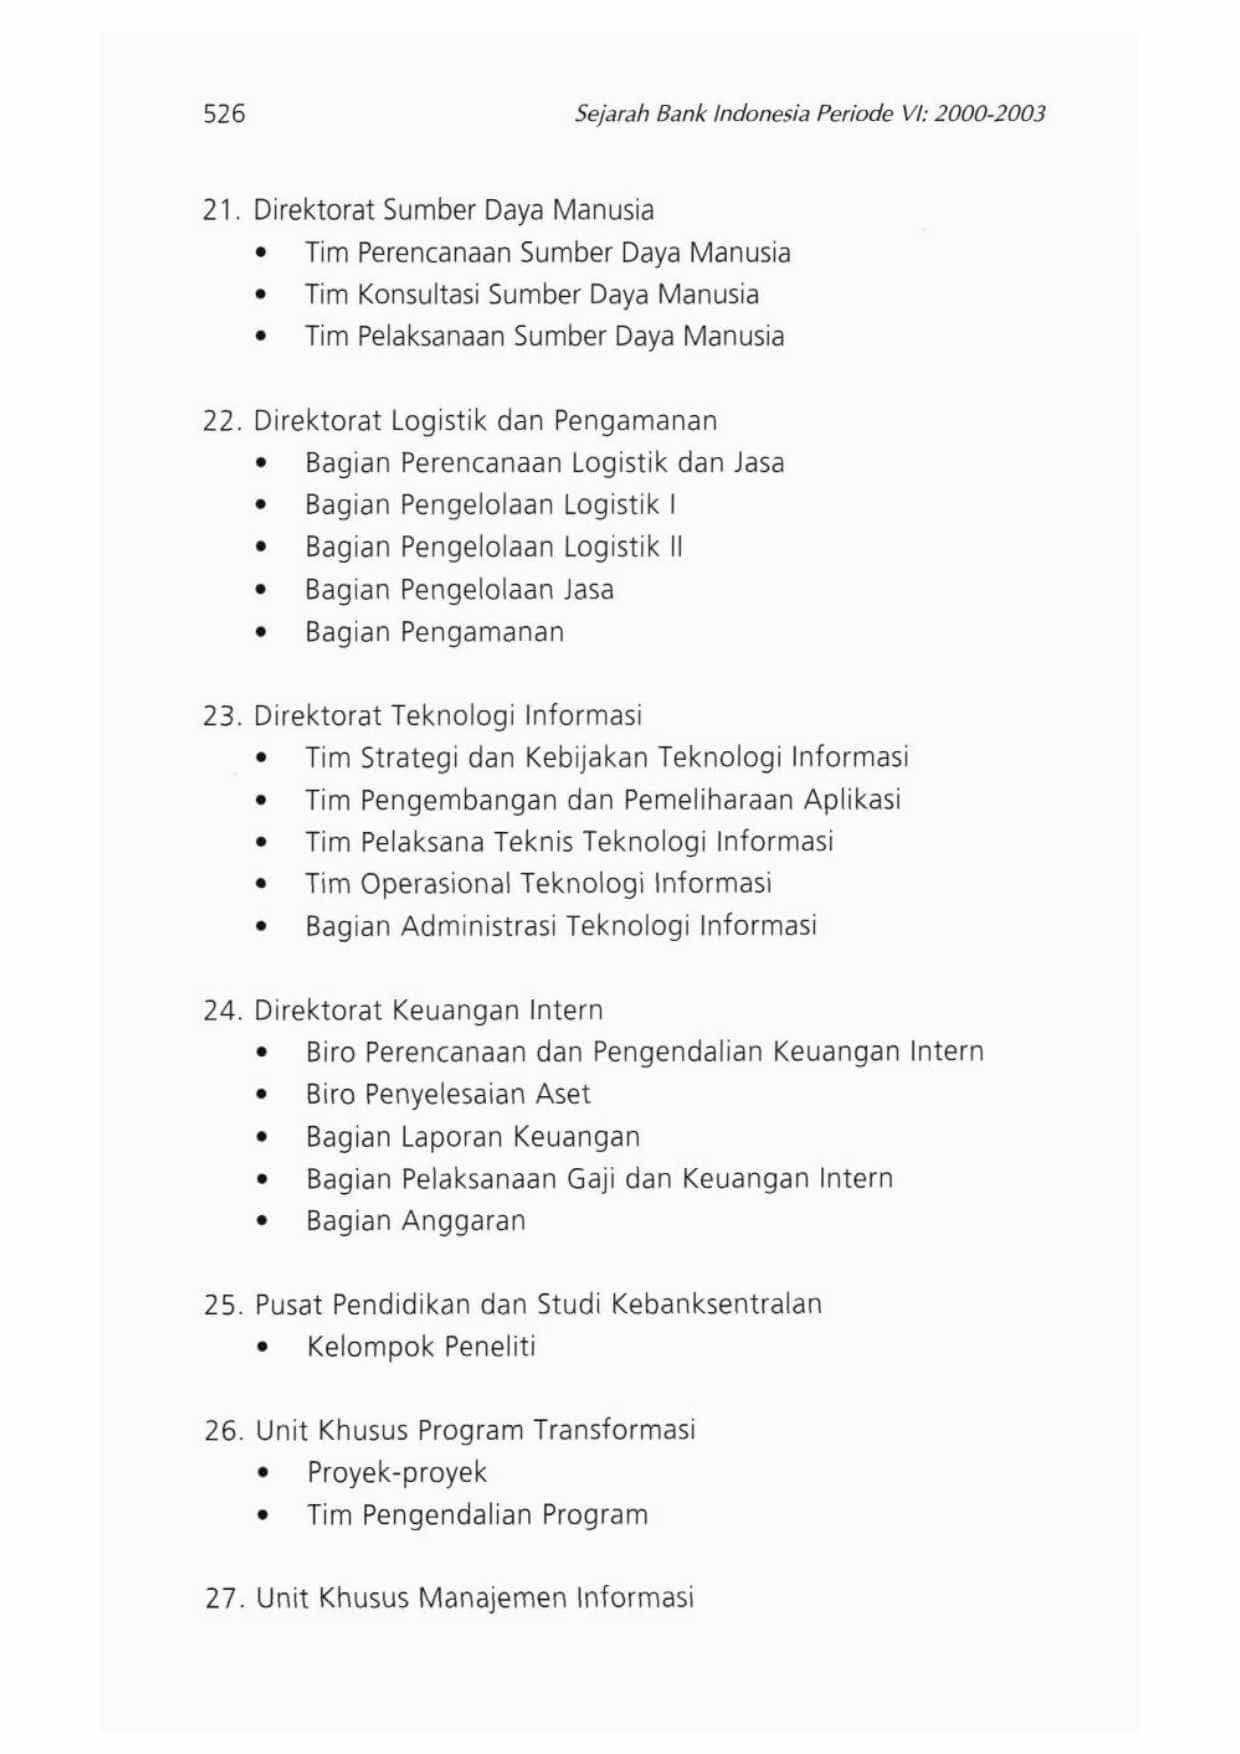 526 Sejarah Bank Indonesia Periode VI: 2000-2003
21. Direktorat Sumber Daya Manusia
• Tim Perencanaan Sumber Daya Manusia
• Tim Konsultasi Sumber Daya Manusia
• Tim Pelaksanaan Sumber Daya Manusia
22. Direktorat Logistik dan Pengamanan
• Bagian Perencanaan Logistik dan Jasa
• Bagian Pengelolaan Logistik I
• Bagian Pengelolaan Logistik II
• Bagian Pengelolaan Jasa
• Bagian Pengamanan
23. Direktorat Teknologi Informasi
• Tim Strategi dan Kebijakan Teknologi Informasi
• Tim Pengembangan dan Pemeliharaan Aplikasi
• Tim Pelaksana Teknis Teknologi Informasi
• Tim Operasional Teknologi Informasi
• Bagian Administrasi Teknologi Informasi
24. Direktorat Keuangan Intern
• Biro Perencanaan dan Pengendalian Keuangan Intern
• Biro Penyelesaian Aset
• Bagian Laporan Keuangan
• Bagian Pelaksanaan Gaji dan Keuangan Intern
• Bagian Anggaran
25. Pusat Pendidikan dan Studi Kebanksentralan
• Kelompok Peneliti
26. Unit Khusus Program Transformasi
• Proyek-proyek
• Tim Pengendalian Program
27. Unit Khusus Manajemen Informasi